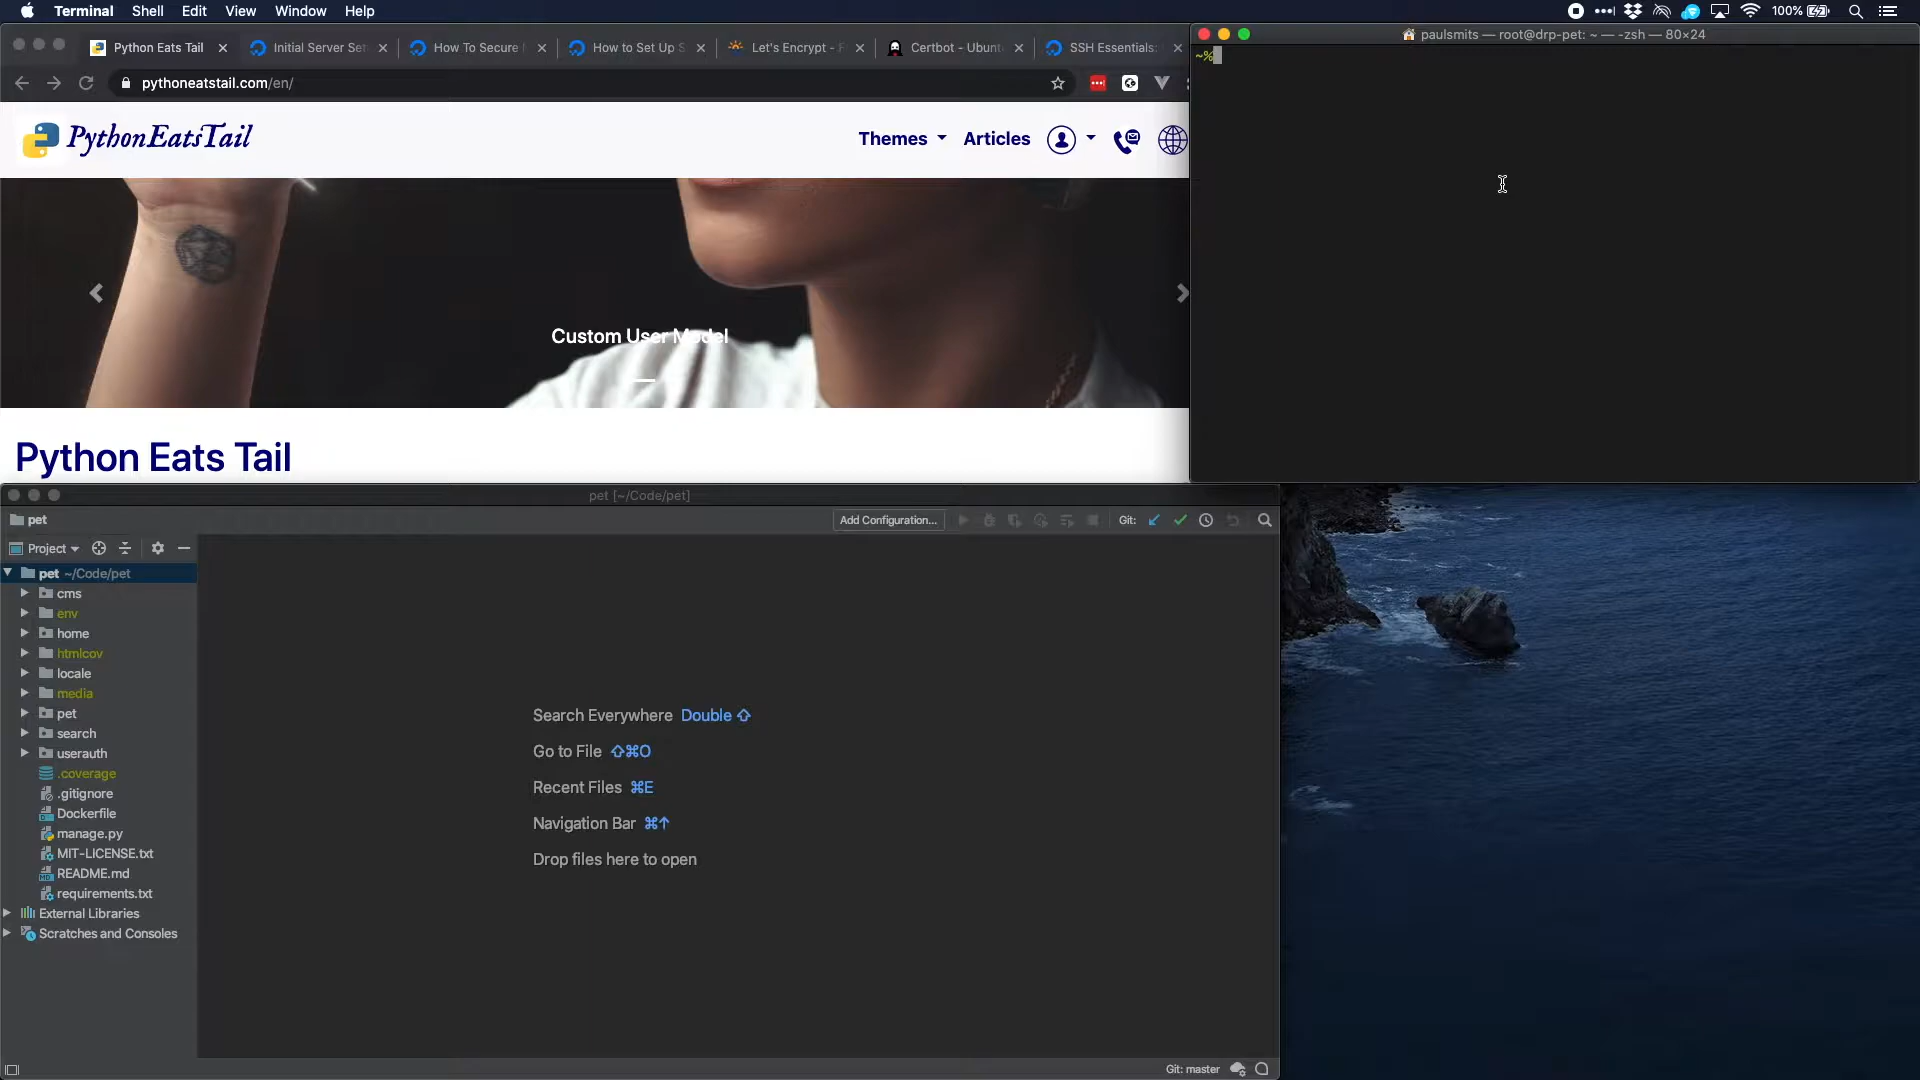 Terminal Shell Edit View Window Help
100%
Python Eats Tail
Initial Server Set
How To Secure
How to Set Up S
Let's Encrypt - F
Certbot - Ubunt
SSH Essentials:
pythoneatstail.com/en/
PythonEatsTail
Themes
Articles
Custom User Model
Python Eats Tail
paulsmits — root@drp-pet: ~ — -zsh — 80×24
~%
pet [~/Code/pet]
pet
Add Configuration...
Git:
Project
pet ~/Code/pet
cms
env
home
htmlcov
locale
media
pet
search
userauth
.coverage
.gitignore
Dockerfile
manage.py
MIT-LICENSE.txt
README.md
requirements.txt
External Libraries
Scratches and Consoles
Search Everywhere Double ⇧
Go to File ⇧⌘O
Recent Files ⌘E
Navigation Bar ⌘↑
Drop files here to open
Git: master